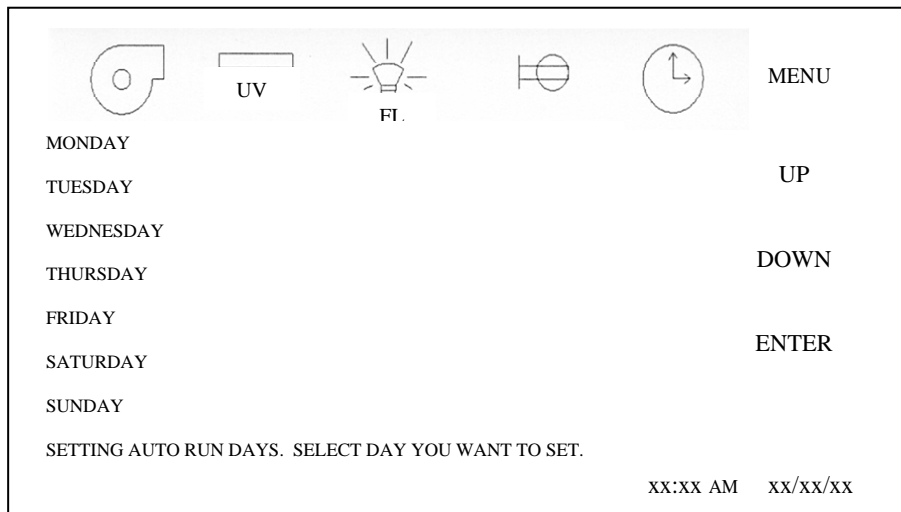 UV
FL
MENU
MONDAY
TUESDAY
UP
WEDNESDAY
THURSDAY
DOWN
FRIDAY
SATURDAY
ENTER
SUNDAY
SETTING AUTO RUN DAYS. SELECT DAY YOU WANT TO SET.
xx:xx AM xx/xx/xx